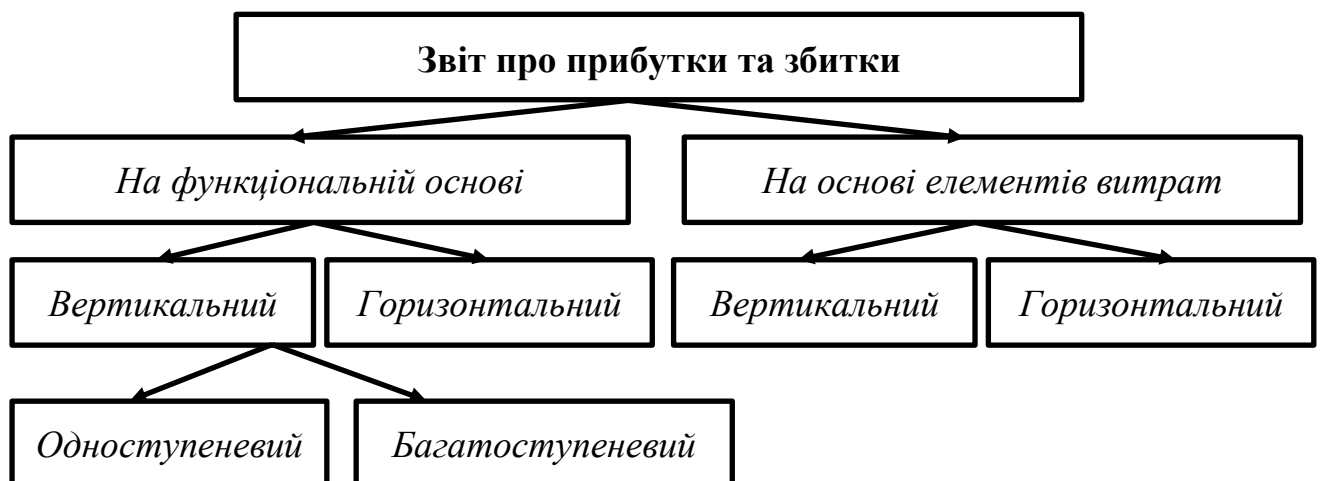 Звіт про прибутки та збитки
На функціональній основі
На основі елементів витрат
Вертикальний
Горизонтальний
Вертикальний
Горизонтальний
Одноступеневий
Багатоступеневий